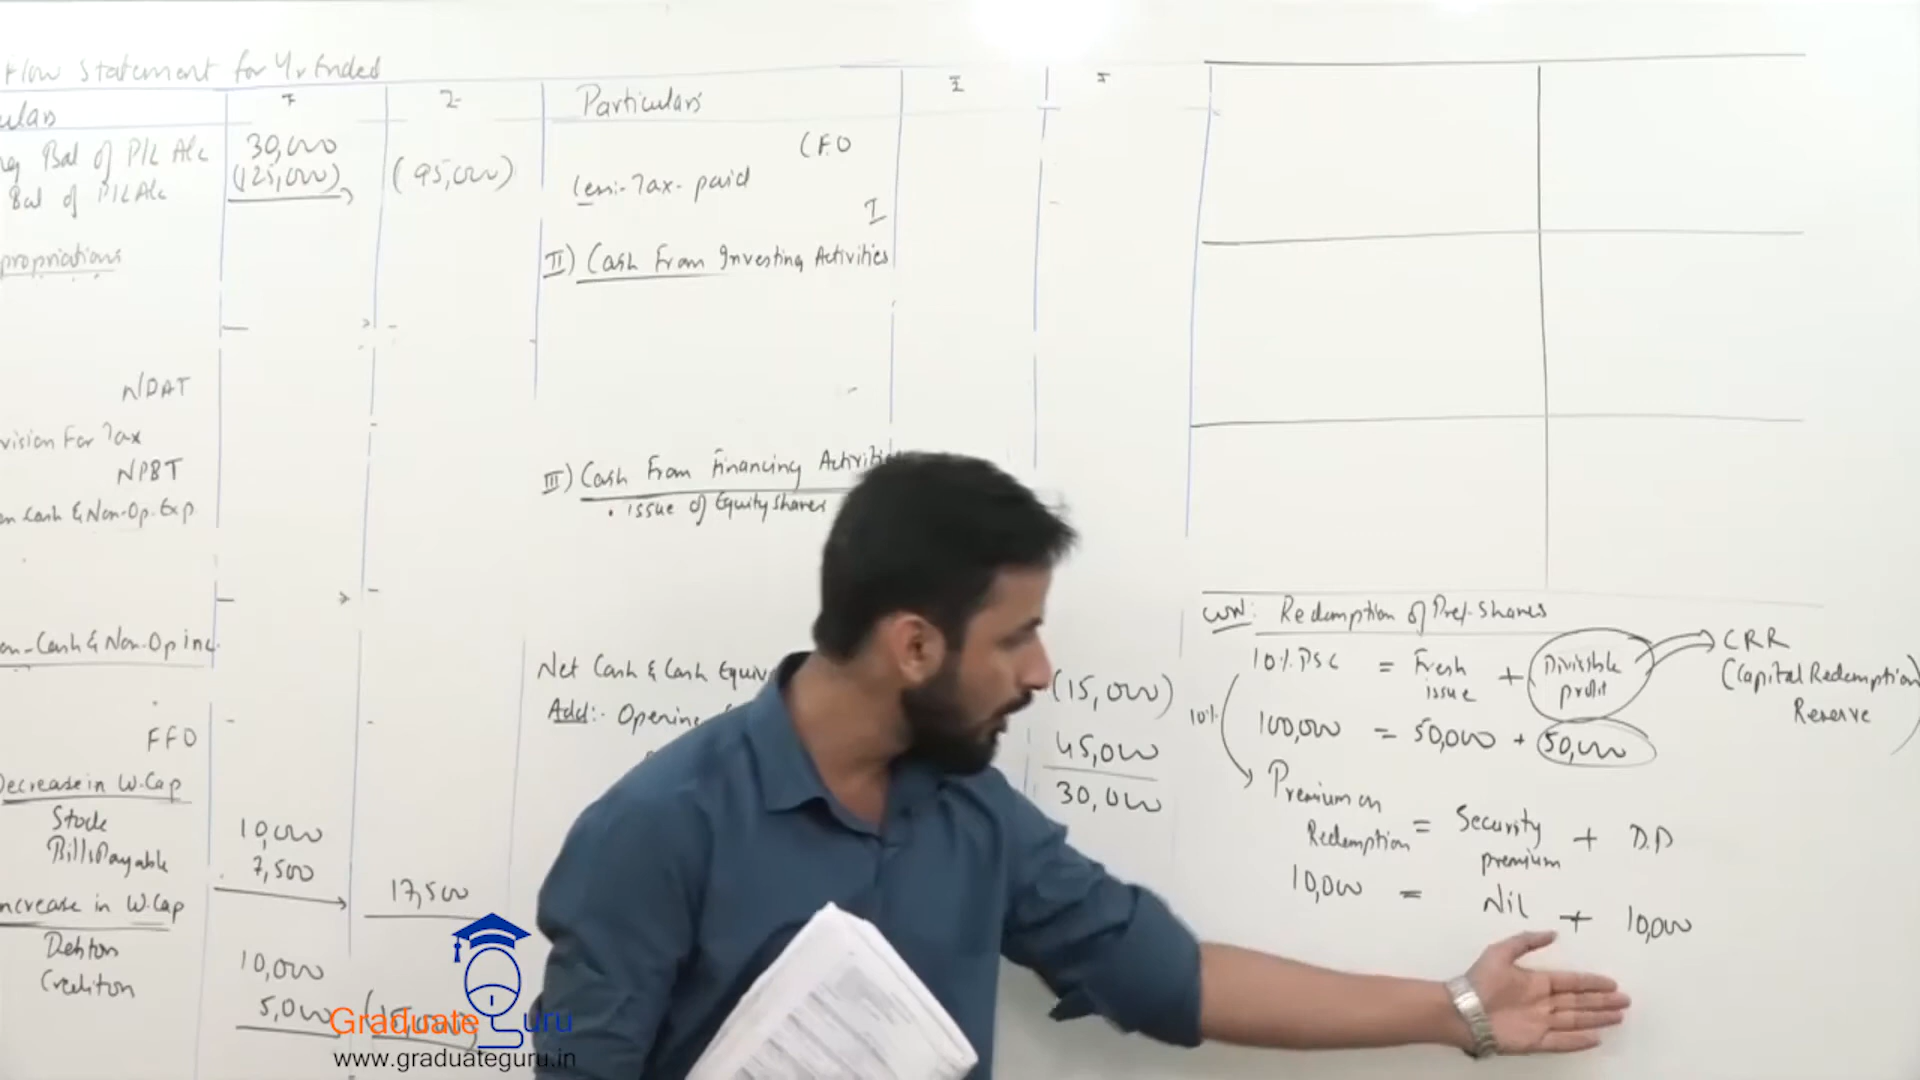 Flow Statement for Yr Ended
Bal of P/L A/c
30,000
Bal of P/L A/c
(125,000)
(95,000)
propriations
NPAT
vision For Tax
NPBT
Cash & Non-Op. Exp
Cash & Non-Op inc.
FFO
Decrease in W.Cap
Stock
10,000
Bills Payable
7,500
17,500
increase in W.Cap
Debtors
10,000
Creditors
5,000
Particulars
CFO
Less:- Tax- paid
I
II) Cash From Investing Activities
III) Cash From Financing Activities
issue of Equity Shares
Net Cash & Cash Equiv
(15,000)
Add:- Opening
45,000
30,000
WN: Redemption of Pref-Shares
10% PSC = Fresh issue + Divisible profit
CRR
(Capital Redemption
Reserve
100,000 = 50,000 + 50,000
10%
Premium on
Redemption = Security premium + D.P
10,000 = Nil + 10,000
Graduate Guru
www.graduateguru.in